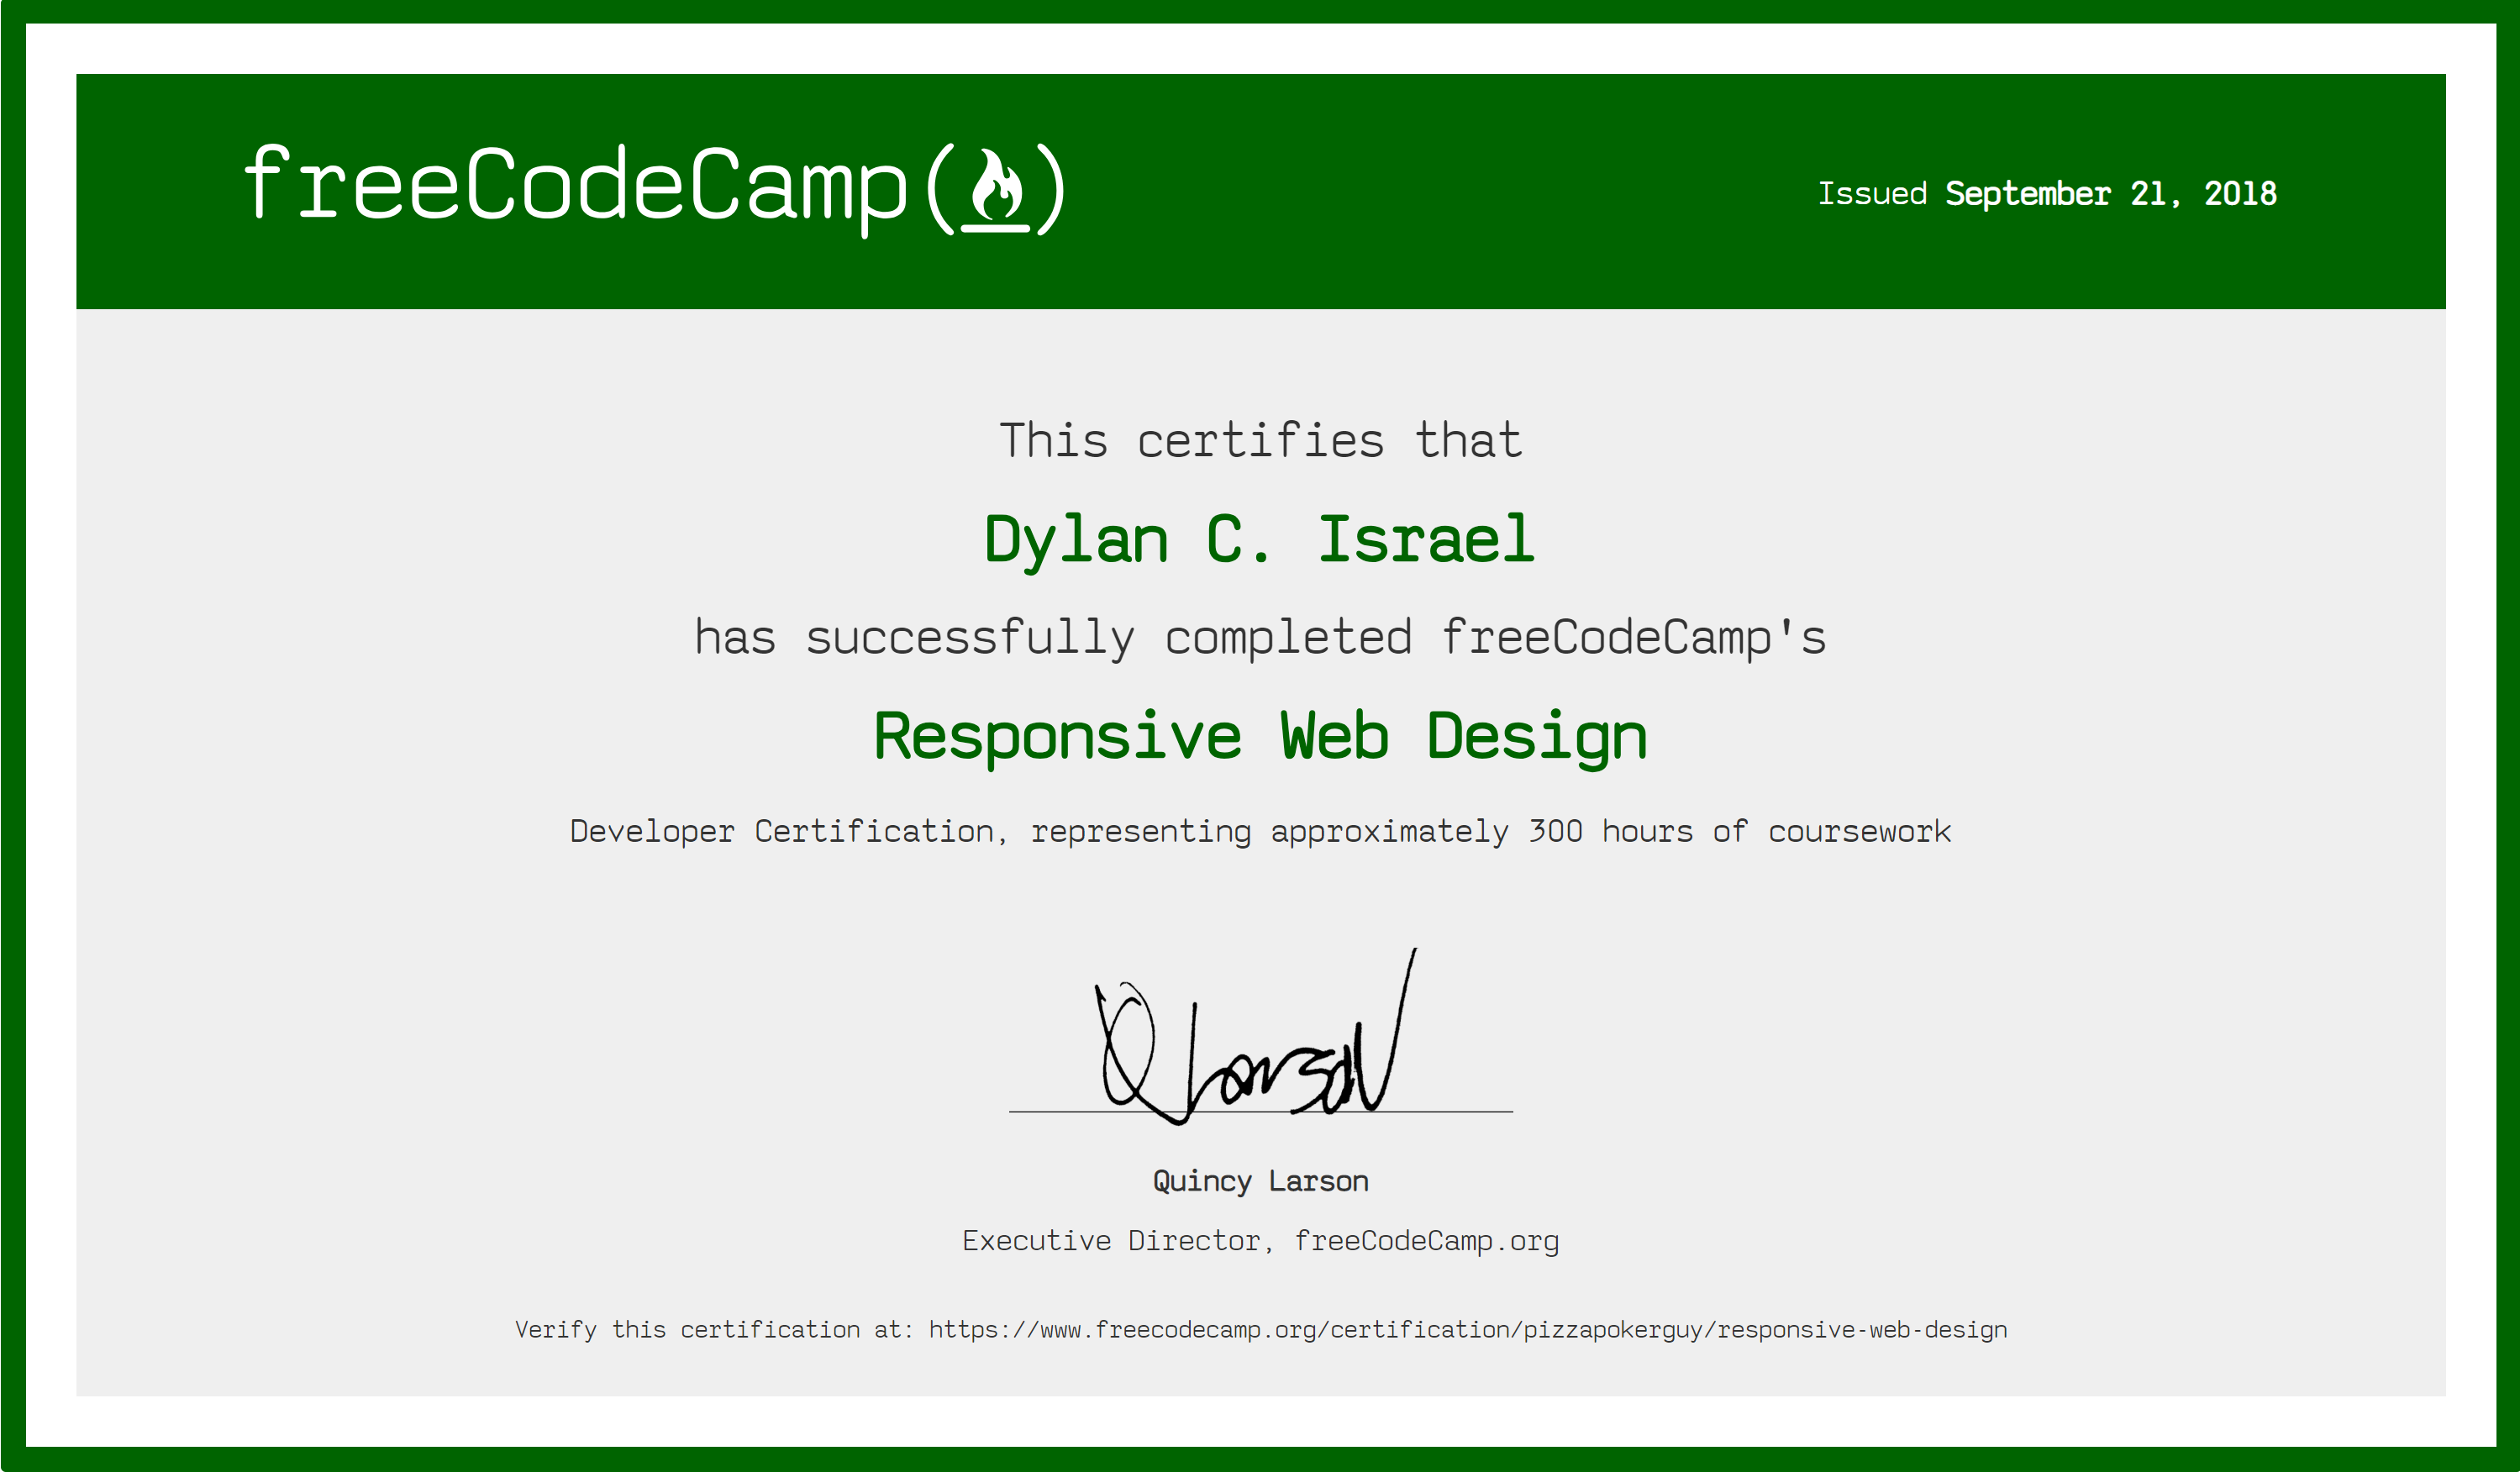 freeCodeCamp(🔥)
Issued September 21, 2018
This certifies that
Dylan C. Israel
has successfully completed freeCodeCamp's
Responsive Web Design
Developer Certification, representing approximately 300 hours of coursework
Q Larson
Quincy Larson
Executive Director, freeCodeCamp.org
Verify this certification at: https://www.freecodecamp.org/certification/pizzapokerguy/responsive-web-design